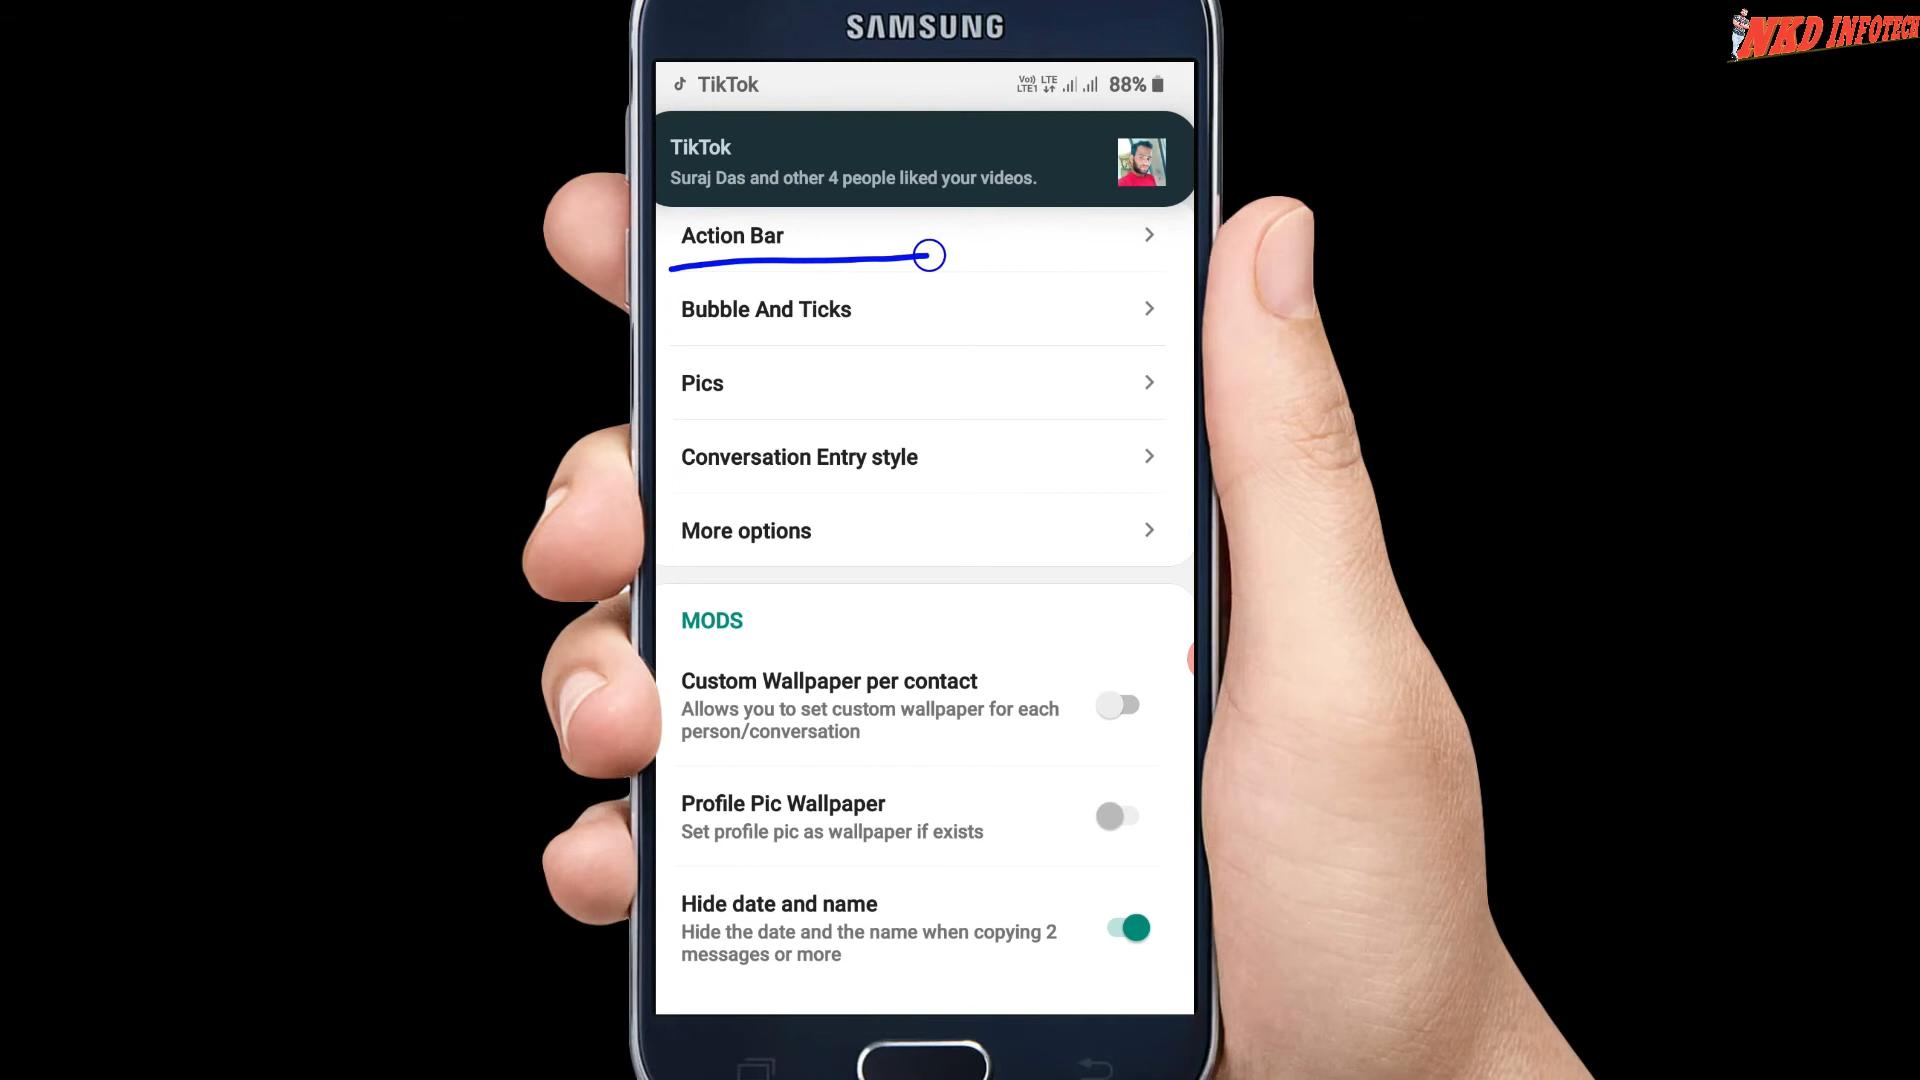 SAMSUNG
NKD INFOTECH
TikTok
Vo)) LTE
LTE1
88%
TikTok
Suraj Das and other 4 people liked your videos.
Action Bar
Bubble And Ticks
Pics
Conversation Entry style
More options
MODS
Custom Wallpaper per contact
Allows you to set custom wallpaper for each
person/conversation
Profile Pic Wallpaper
Set profile pic as wallpaper if exists
Hide date and name
Hide the date and the name when copying 2
messages or more